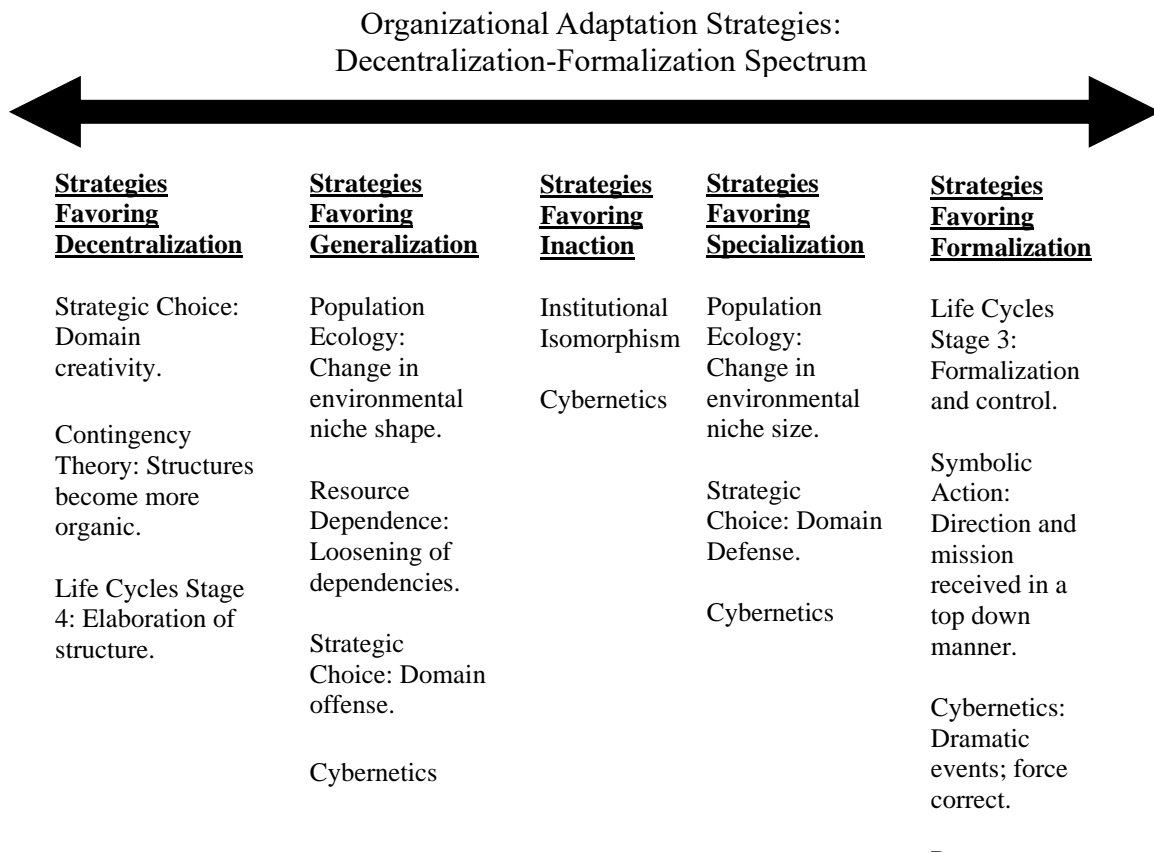 Organizational Adaptation Strategies:
Decentralization-Formalization Spectrum
Strategies
Favoring
Decentralization
Strategic Choice:
Domain
creativity.
Contingency
Theory: Structures
become more
organic.
Life Cycles Stage
4: Elaboration of
structure.
Strategies
Favoring
Generalization
Population
Ecology:
Change in
environmental
niche shape.
Resource
Dependence:
Loosening of
dependencies.
Strategic
Choice: Domain
offense.
Cybernetics
Strategies
Favoring
Inaction
Institutional
Isomorphism
Cybernetics
Strategies
Favoring
Specialization
Population
Ecology:
Change in
environmental
niche size.
Strategic
Choice: Domain
Defense.
Cybernetics
Strategies
Favoring
Formalization
Life Cycles
Stage 3:
Formalization
and control.
Symbolic
Action:
Direction and
mission
received in a
top down
manner.
Cybernetics:
Dramatic
events; force
correct.